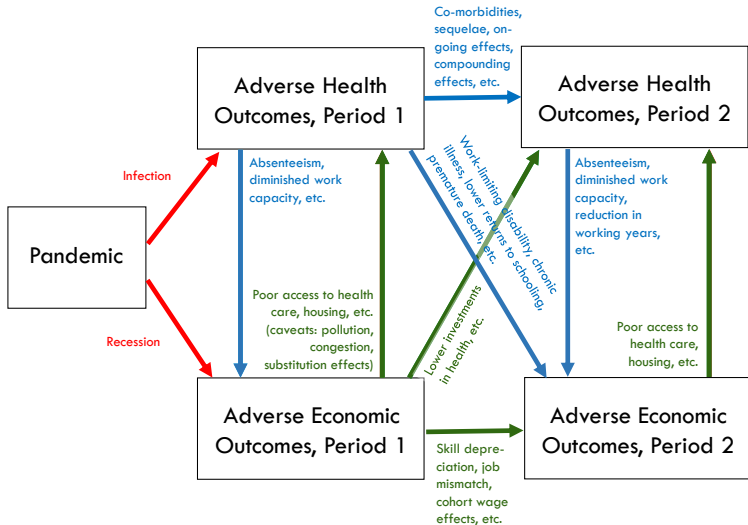 Co-morbidities,
sequelae, on-
going effects,
compounding
effects, etc.
Adverse Health
Outcomes, Period 1
Adverse Health
Outcomes, Period 2
Infection
Absenteeism,
diminished work
capacity, etc.
Work-limiting disability, chronic
illness, lower returns to schooling,
premature death, etc.
Absenteeism,
diminished work
capacity,
reduction in
working years,
etc.
Pandemic
Recession
Poor access to health
care, housing, etc.
(caveats: pollution,
congestion,
substitution effects)
Lower investments
in health, etc.
Poor access to
health care,
housing, etc.
Adverse Economic
Outcomes, Period 1
Adverse Economic
Outcomes, Period 2
Skill depre-
ciation, job
mismatch,
cohort wage
effects, etc.